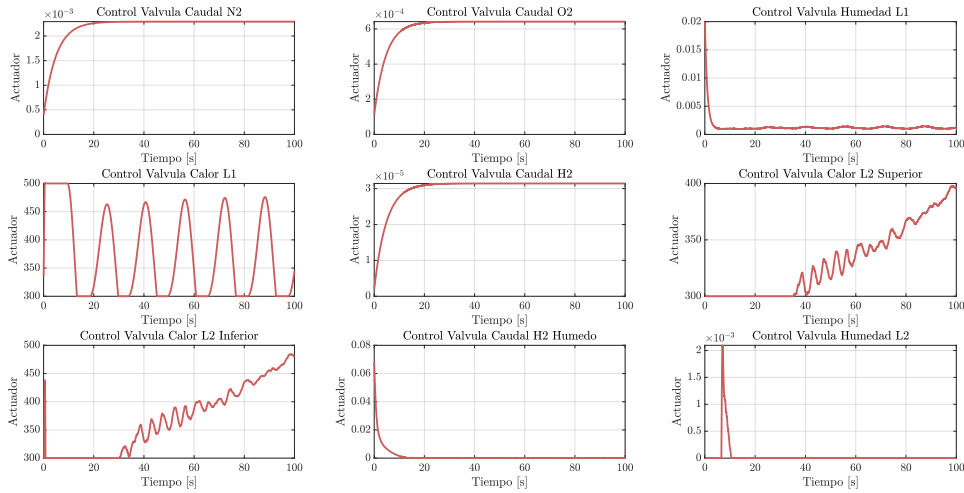 Control Valvula Caudal N2
×10⁻³
2
1.5
1
0.5
0
Actuador
0 20 40 60 80 100
Tiempo [s]
Control Valvula Caudal O2
×10⁻⁴
6
4
2
0
Actuador
0 20 40 60 80 100
Tiempo [s]
Control Valvula Humedad L1
0.02
0.015
0.01
0.005
0
Actuador
0 20 40 60 80 100
Tiempo [s]
Control Valvula Calor L1
500
450
400
350
300
Actuador
0 20 40 60 80 100
Tiempo [s]
Control Valvula Caudal H2
×10⁻⁵
3
2
1
0
Actuador
0 20 40 60 80 100
Tiempo [s]
Control Valvula Calor L2 Superior
400
350
300
Actuador
0 20 40 60 80 100
Tiempo [s]
Control Valvula Calor L2 Inferior
500
450
400
350
300
Actuador
0 20 40 60 80 100
Tiempo [s]
Control Valvula Caudal H2 Humedo
0.08
0.06
0.04
0.02
0
Actuador
0 20 40 60 80 100
Tiempo [s]
Control Valvula Humedad L2
×10⁻³
2
1.5
1
0.5
0
Actuador
0 20 40 60 80 100
Tiempo [s]